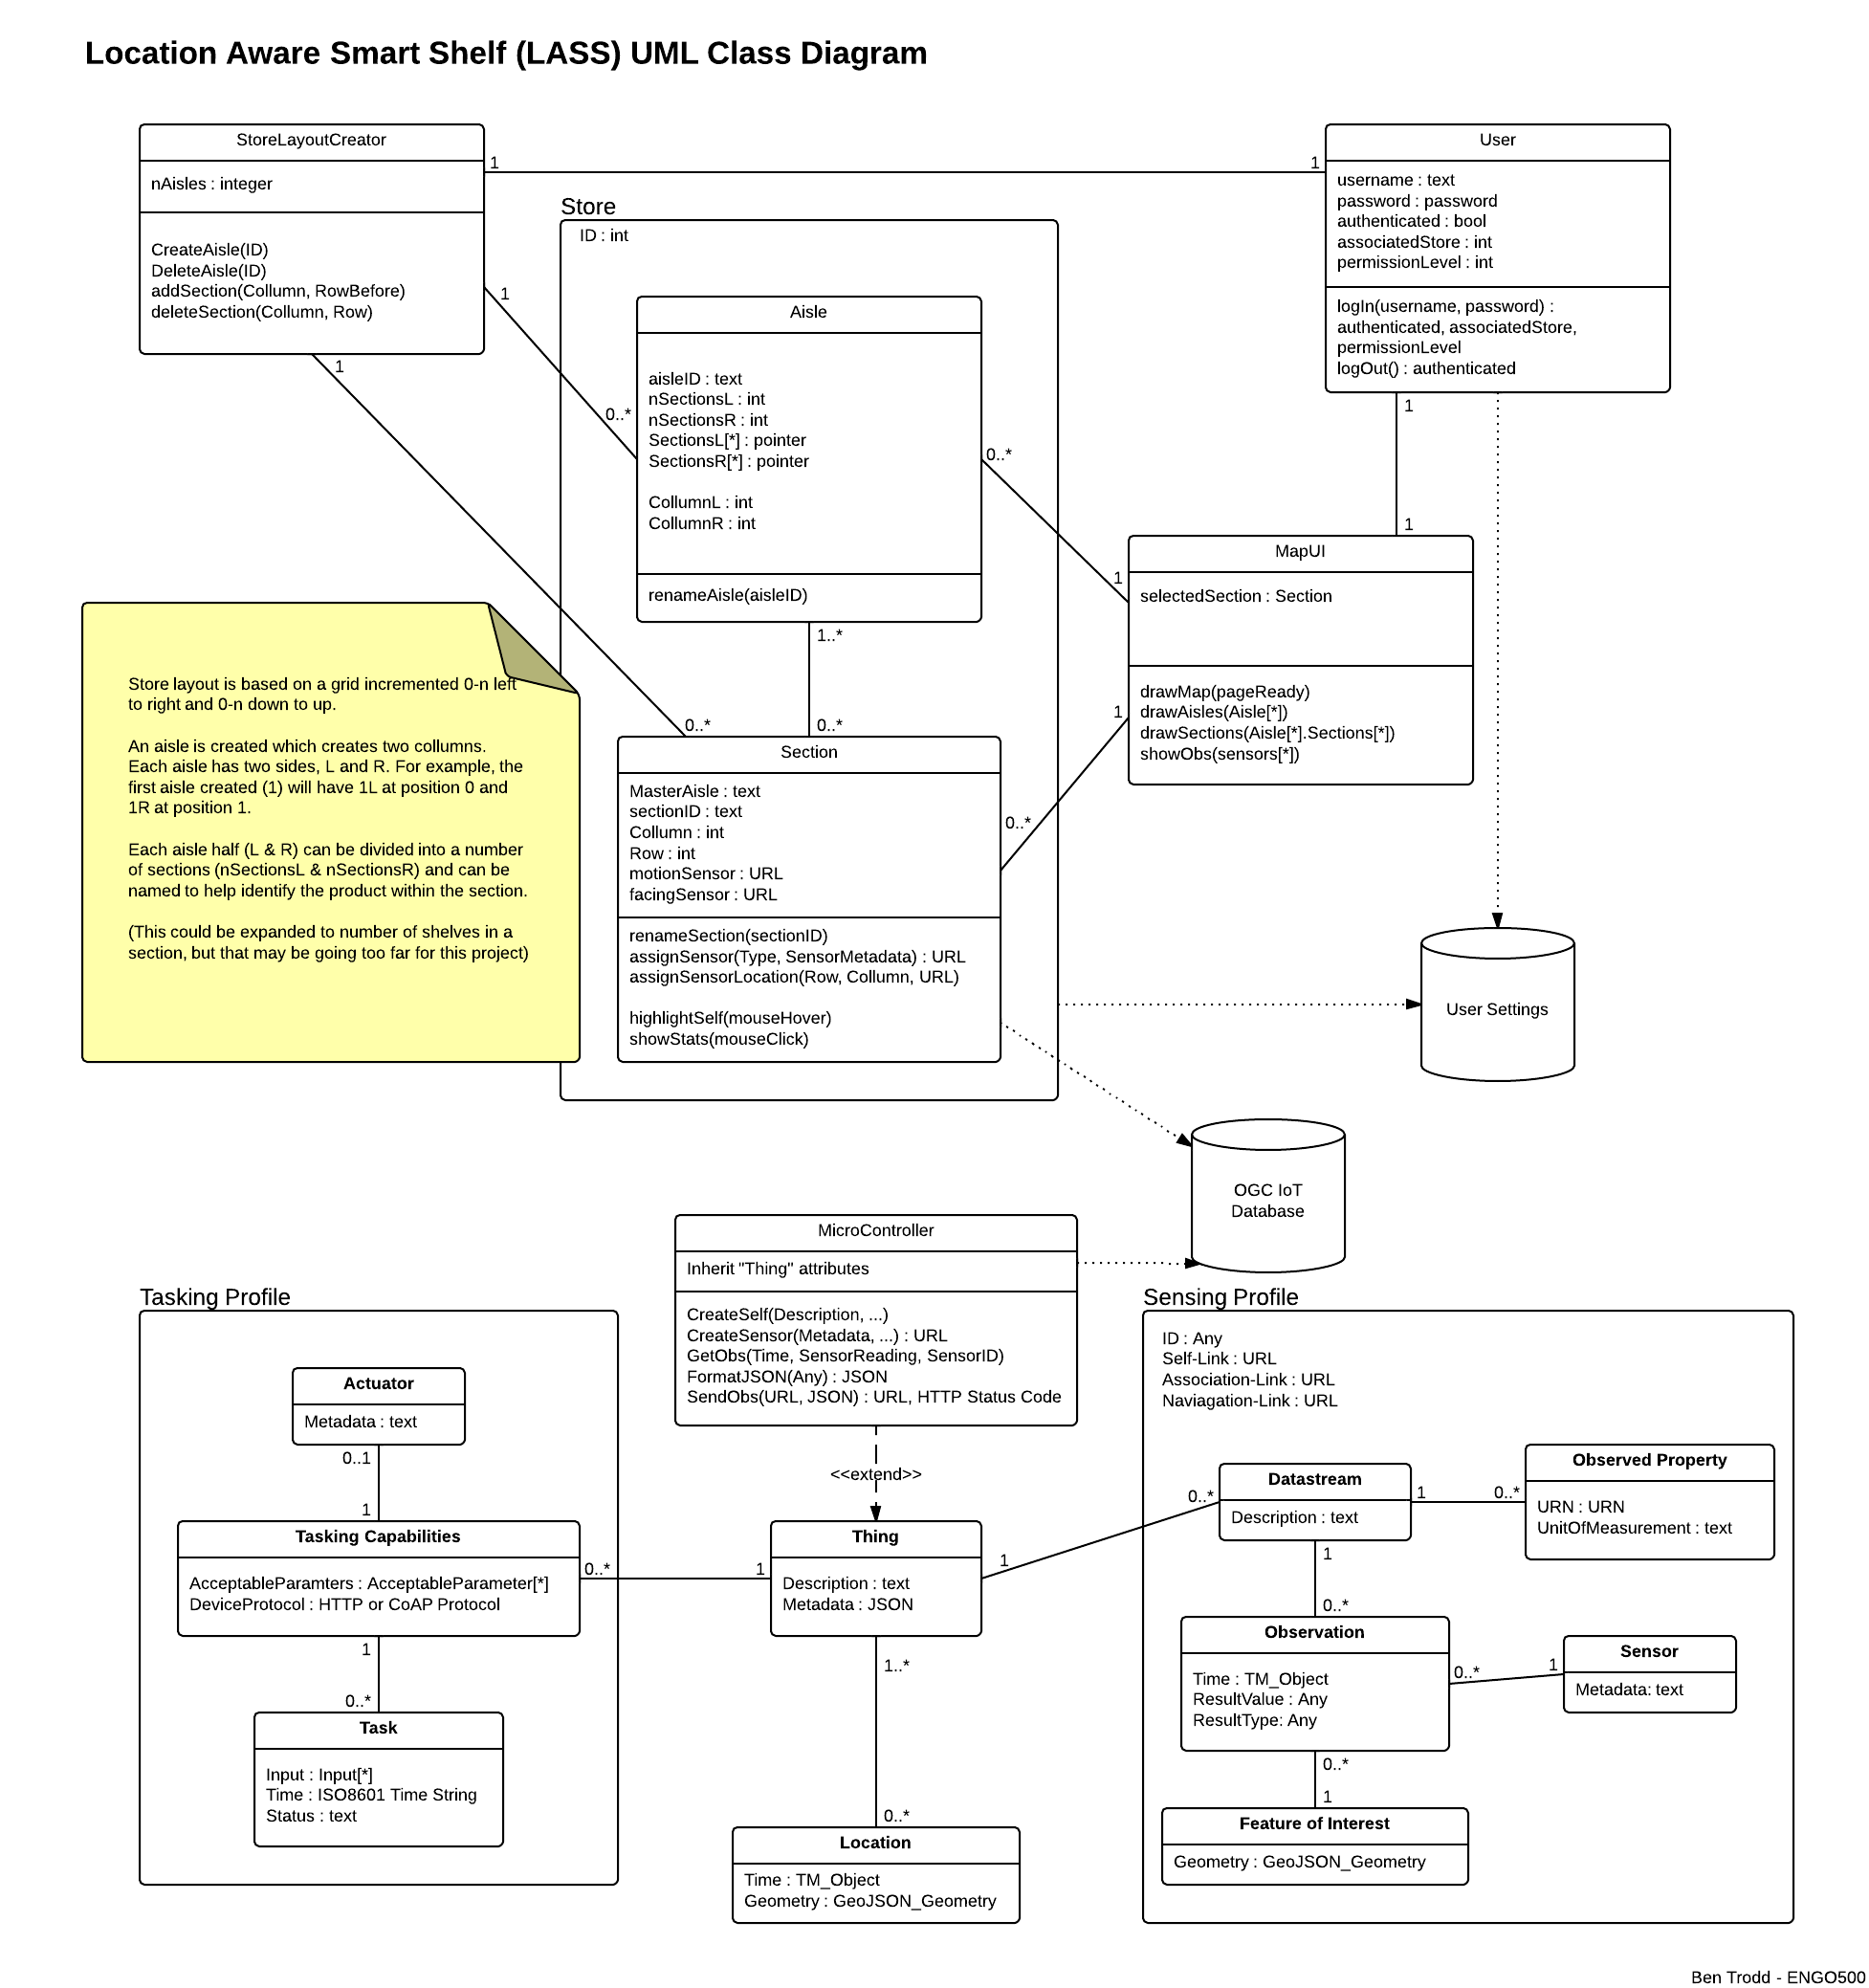 Location Aware Smart Shelf (LASS) UML Class Diagram
StoreLayoutCreator
nAisles : integer
CreateAisle(ID)
DeleteAisle(ID)
addSection(Collumn, RowBefore)
deleteSection(Collumn, Row)
1
1
1
1
User
username : text
password : password
authenticated : bool
associatedStore : int
permissionLevel : int
logIn(username, password) :
authenticated, associatedStore,
permissionLevel
logOut() : authenticated
1
1
Store
ID : int
Aisle
aisleID : text
nSectionsL : int
nSectionsR : int
SectionsL[*] : pointer
SectionsR[*] : pointer
CollumnL : int
CollumnR : int
renameAisle(aisleID)
0..*
0..*
1
1..*
0..*
0..*
MapUI
selectedSection : Section
drawMap(pageReady)
drawAisles(Aisle[*])
drawSections(Aisle[*].Sections[*])
showObs(sensors[*])
1
0..*
Store layout is based on a grid incremented 0-n left
to right and 0-n down to up.
An aisle is created which creates two collumns.
Each aisle has two sides, L and R. For example, the
first aisle created (1) will have 1L at position 0 and
1R at position 1.
Each aisle half (L & R) can be divided into a number
of sections (nSectionsL & nSectionsR) and can be
named to help identify the product within the section.
(This could be expanded to number of shelves in a
section, but that may be going too far for this project)
Section
MasterAisle : text
sectionID : text
Collumn : int
Row : int
motionSensor : URL
facingSensor : URL
renameSection(sectionID)
assignSensor(Type, SensorMetadata) : URL
assignSensorLocation(Row, Collumn, URL)
highlightSelf(mouseHover)
showStats(mouseClick)
User Settings
OGC IoT
Database
MicroController
Inherit "Thing" attributes
CreateSelf(Description, ...)
CreateSensor(Metadata, ...) : URL
GetObs(Time, SensorReading, SensorID)
FormatJSON(Any) : JSON
SendObs(URL, JSON) : URL, HTTP Status Code
<<extend>>
Tasking Profile
Actuator
Metadata : text
0..1
1
Tasking Capabilities
AcceptableParamters : AcceptableParameter[*]
DeviceProtocol : HTTP or CoAP Protocol
0..*
1
1
0..*
Task
Input : Input[*]
Time : ISO8601 Time String
Status : text
Thing
Description : text
Metadata : JSON
1
0..*
1..*
0..*
Location
Time : TM_Object
Geometry : GeoJSON_Geometry
Sensing Profile
ID : Any
Self-Link : URL
Association-Link : URL
Naviagation-Link : URL
Datastream
Description : text
1
0..*
Observed Property
URN : URN
UnitOfMeasurement : text
1
0..*
Observation
Time : TM_Object
ResultValue : Any
ResultType: Any
0..*
1
Sensor
Metadata: text
0..*
1
Feature of Interest
Geometry : GeoJSON_Geometry
Ben Trodd - ENGO500